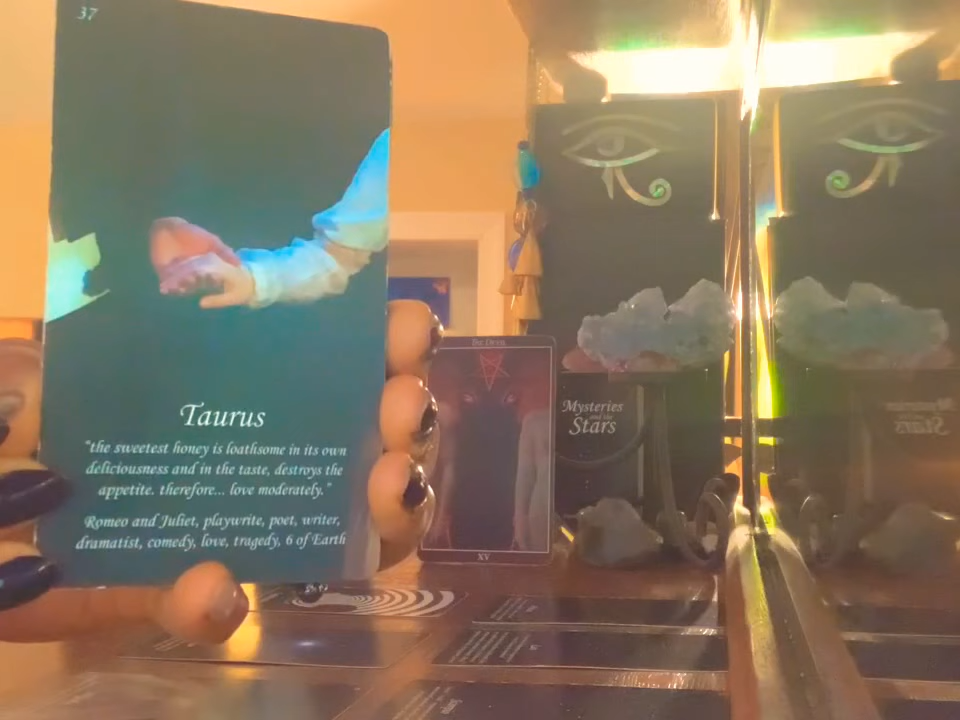 37
Taurus
"the sweetest honey is loathsome in its own
deliciousness and in the taste, destroys the
appetite. therefore... love moderately."
Romeo and Juliet, playwrite, poet, writer,
dramatist, comedy, love, tragedy, 6 of Earth
The Devil
XV
Mysteries
and the
Stars